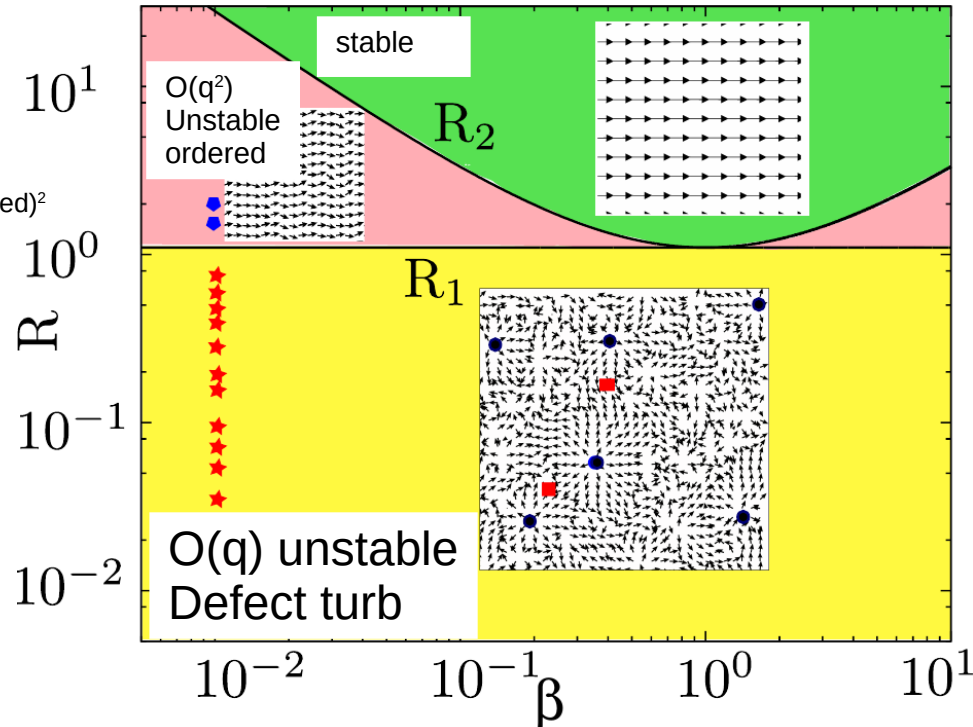 stable
10¹
O(q²)
Unstable
ordered
R₂
ed)²
10⁰
R₁
R
10⁻¹
10⁻²
O(q) unstable
Defect turb
10⁻² 10⁻¹ 10⁰ 10¹
β